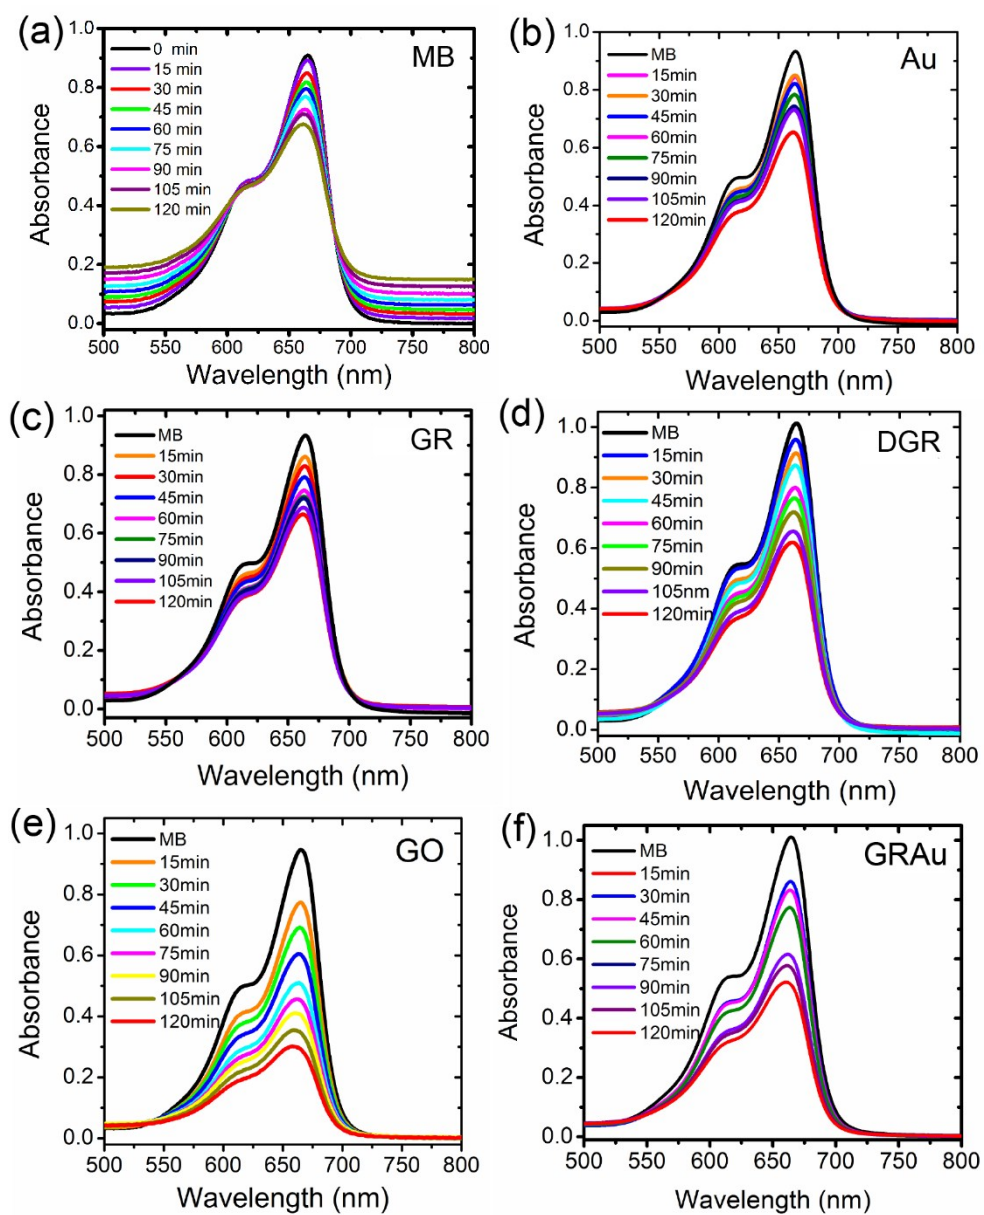 (a)
MB
0 min
15 min
30 min
45 min
60 min
75 min
90 min
105 min
120 min
Absorbance
1.0
0.8
0.6
0.4
0.2
0.0
500 550 600 650 700 750 800
Wavelength (nm)
(b)
Au
MB
15min
30min
45min
60min
75min
90min
105min
120min
Absorbance
1.0
0.8
0.6
0.4
0.2
0.0
500 550 600 650 700 750 800
Wavelength (nm)
(c)
GR
MB
15min
30min
45min
60min
75min
90min
105min
120min
Absorbance
1.0
0.8
0.6
0.4
0.2
0.0
500 550 600 650 700 750 800
Wavelength (nm)
(d)
DGR
MB
15min
30min
45min
60min
75min
90min
105nm
120min
Absorbance
1.0
0.8
0.6
0.4
0.2
0.0
500 550 600 650 700 750 800
Wavelength (nm)
(e)
GO
MB
15min
30min
45min
60min
75min
90min
105min
120min
Absorbance
1.0
0.8
0.6
0.4
0.2
0.0
500 550 600 650 700 750 800
Wavelength (nm)
(f)
GRAu
MB
15min
30min
45min
60min
75min
90min
105min
120min
Absorbance
1.0
0.8
0.6
0.4
0.2
0.0
500 550 600 650 700 750 800
Wavelength (nm)